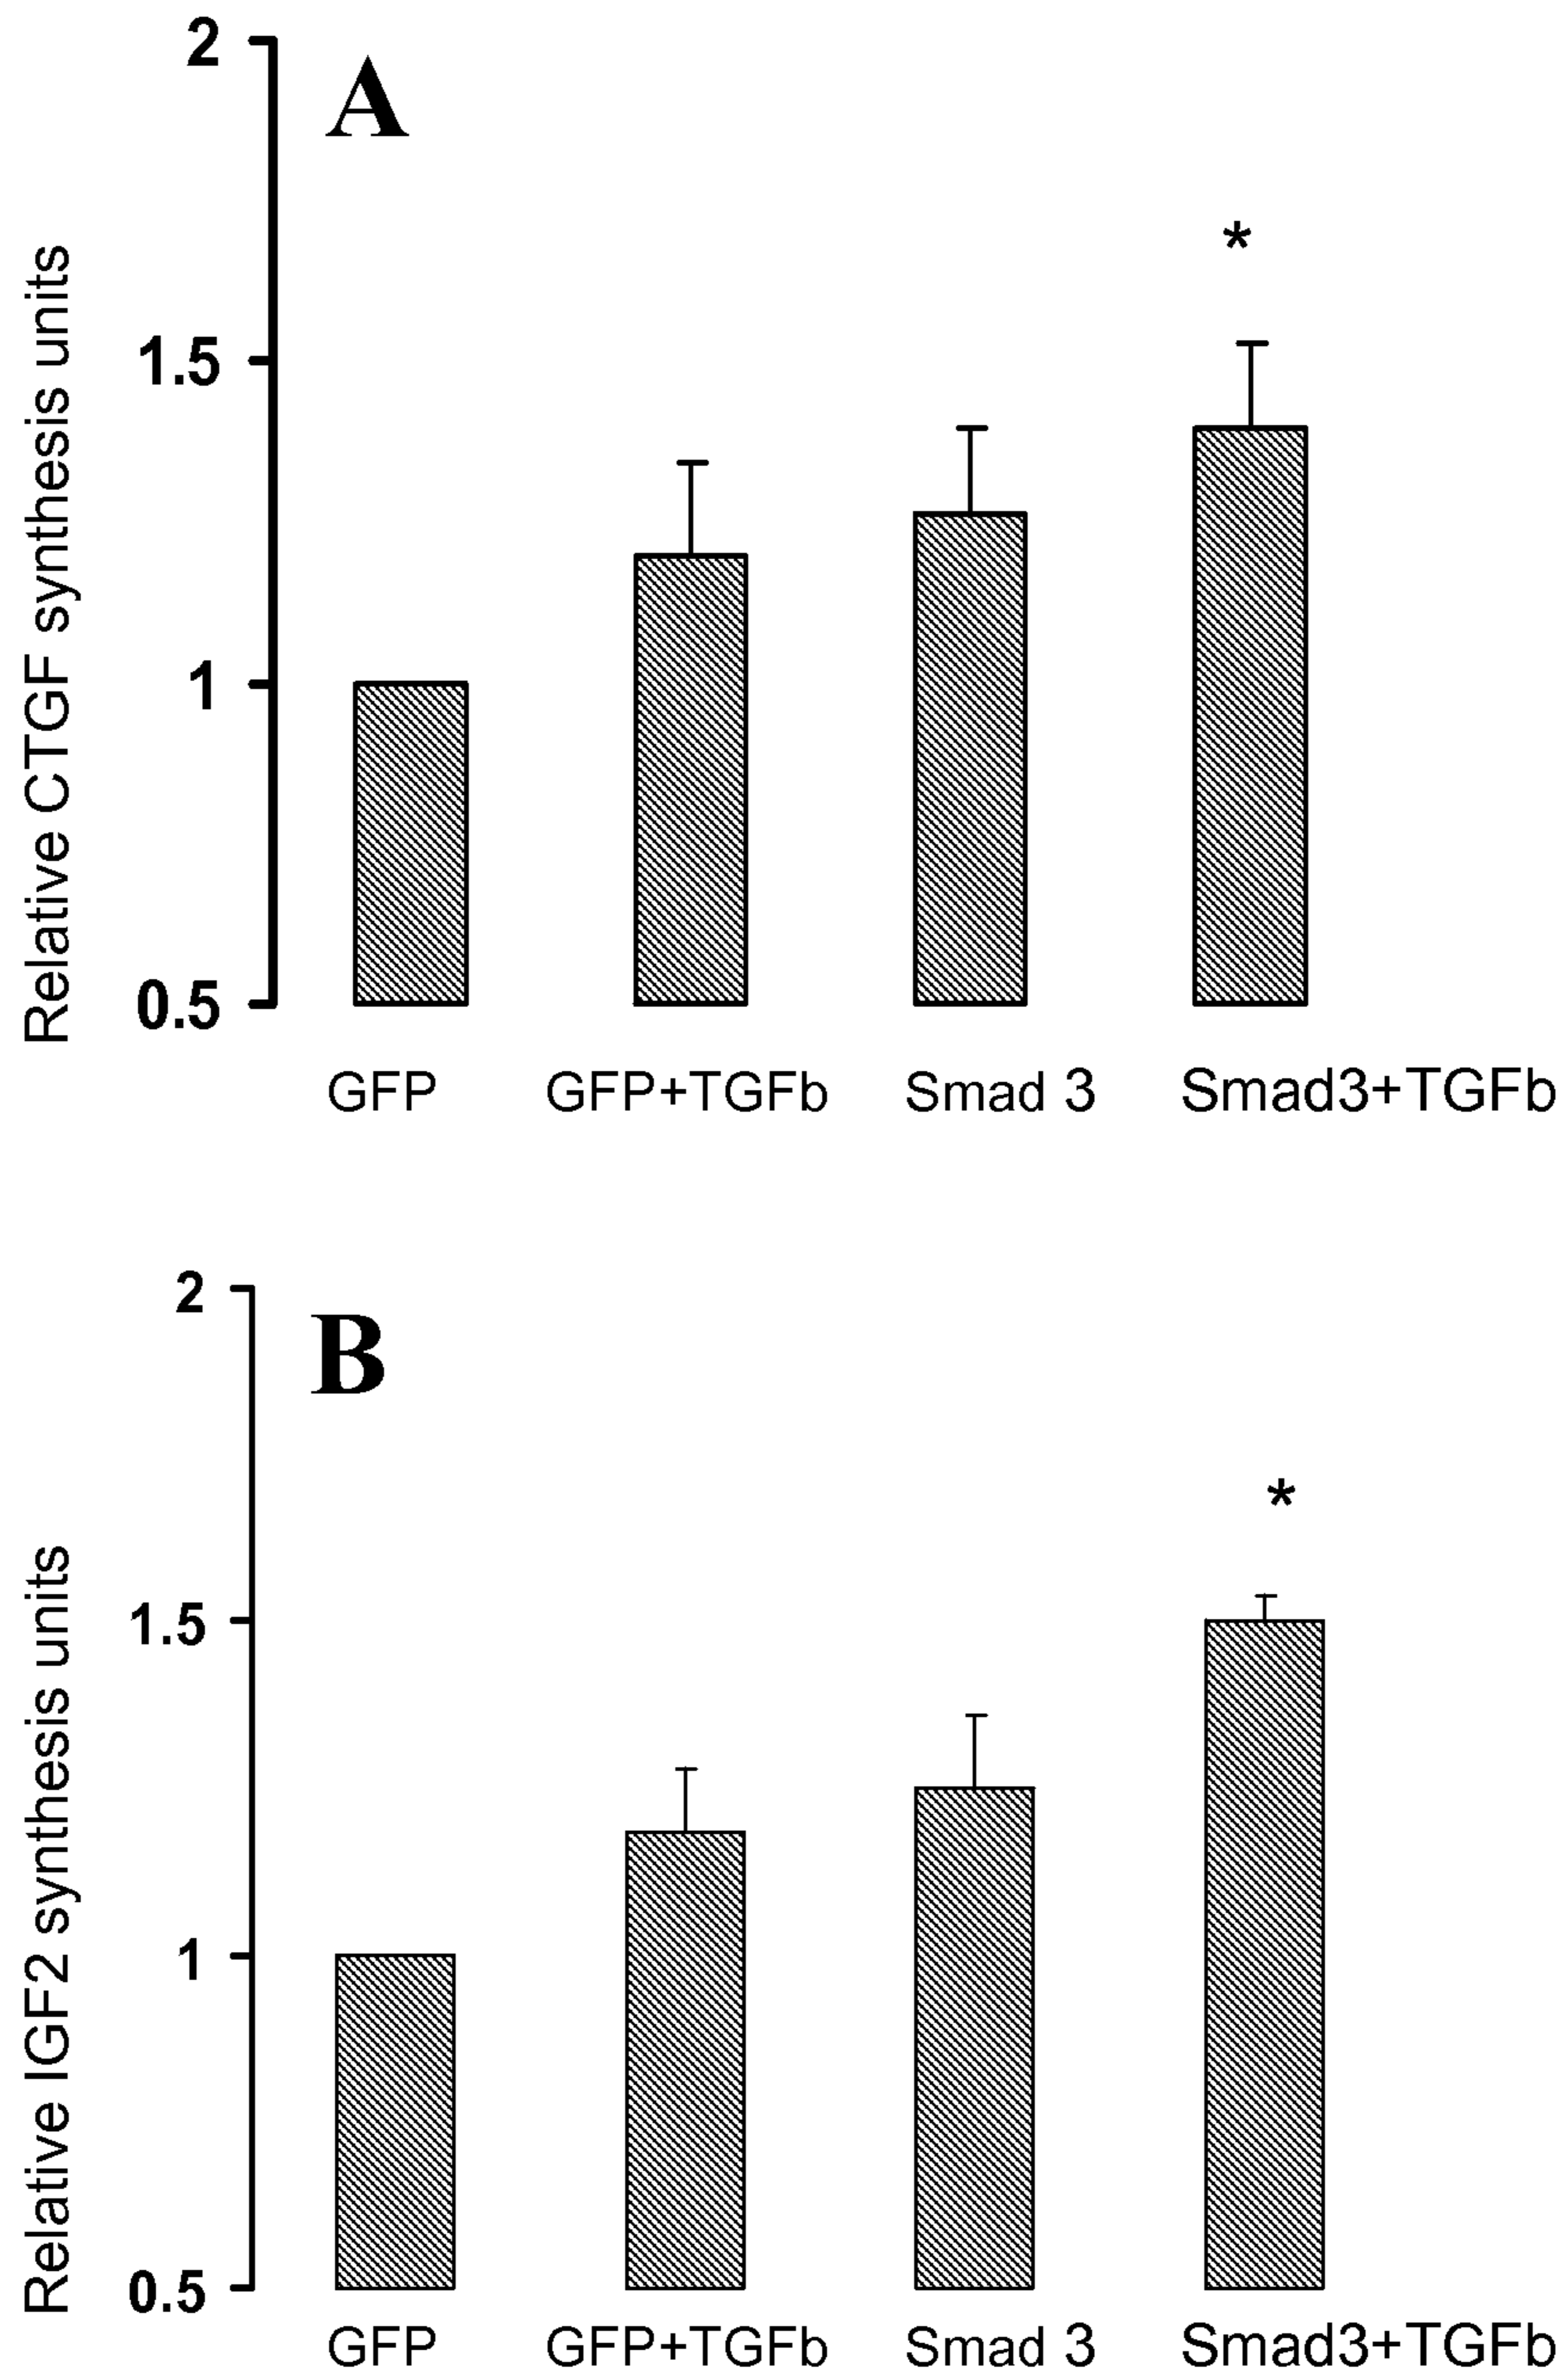 A
Relative CTGF synthesis units
2
1.5
1
0.5
*
GFP GFP+TGFb Smad 3 Smad3+TGFb
B
Relative IGF2 synthesis units
2
1.5
1
0.5
*
GFP GFP+TGFb Smad 3 Smad3+TGFb